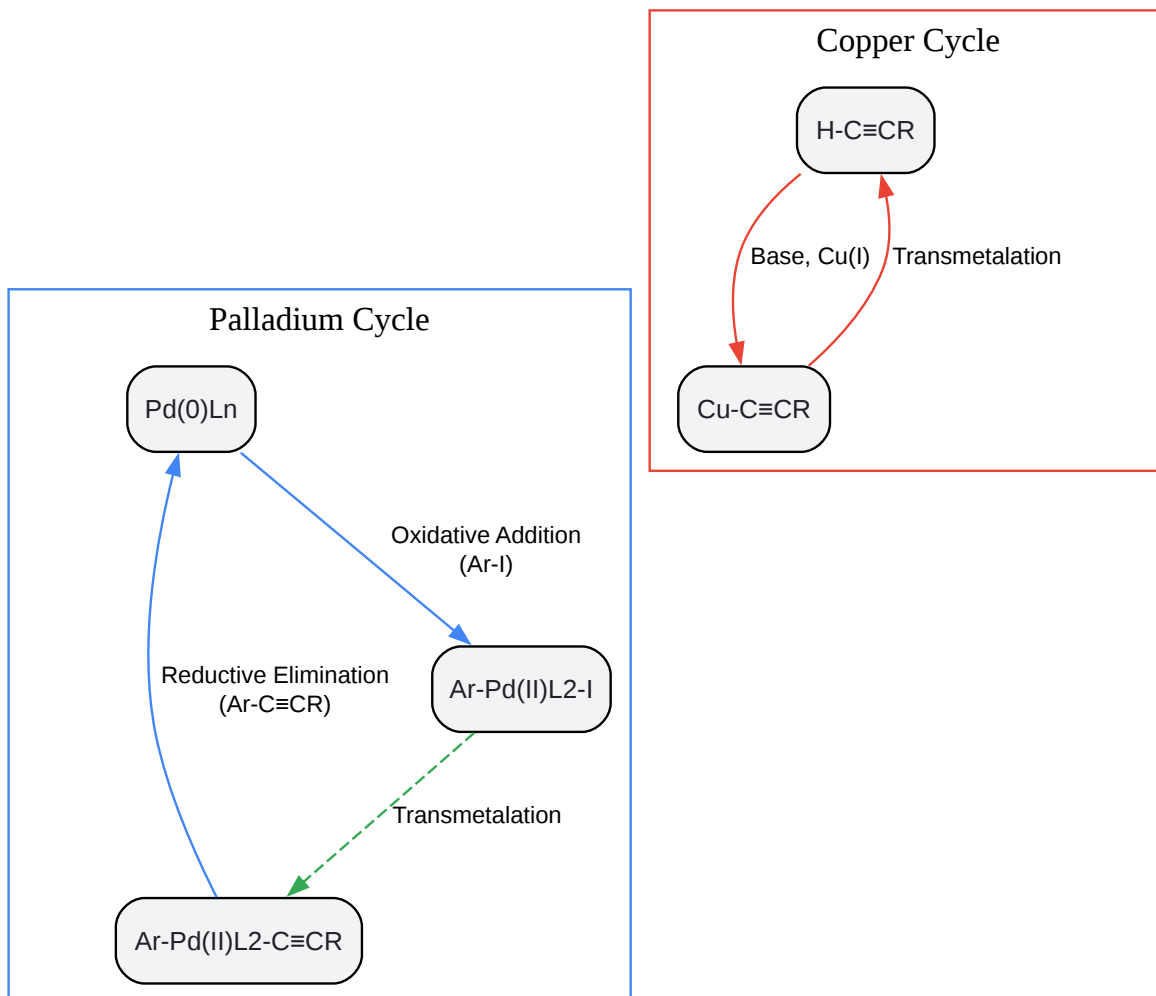 Copper Cycle
H-C≡CR
Base, Cu(I)
Transmetalation
Cu-C≡CR
Palladium Cycle
Pd(0)Ln
Oxidative Addition
(Ar-I)
Ar-Pd(II)L2-I
Reductive Elimination
(Ar-C≡CR)
Transmetalation
Ar-Pd(II)L2-C≡CR